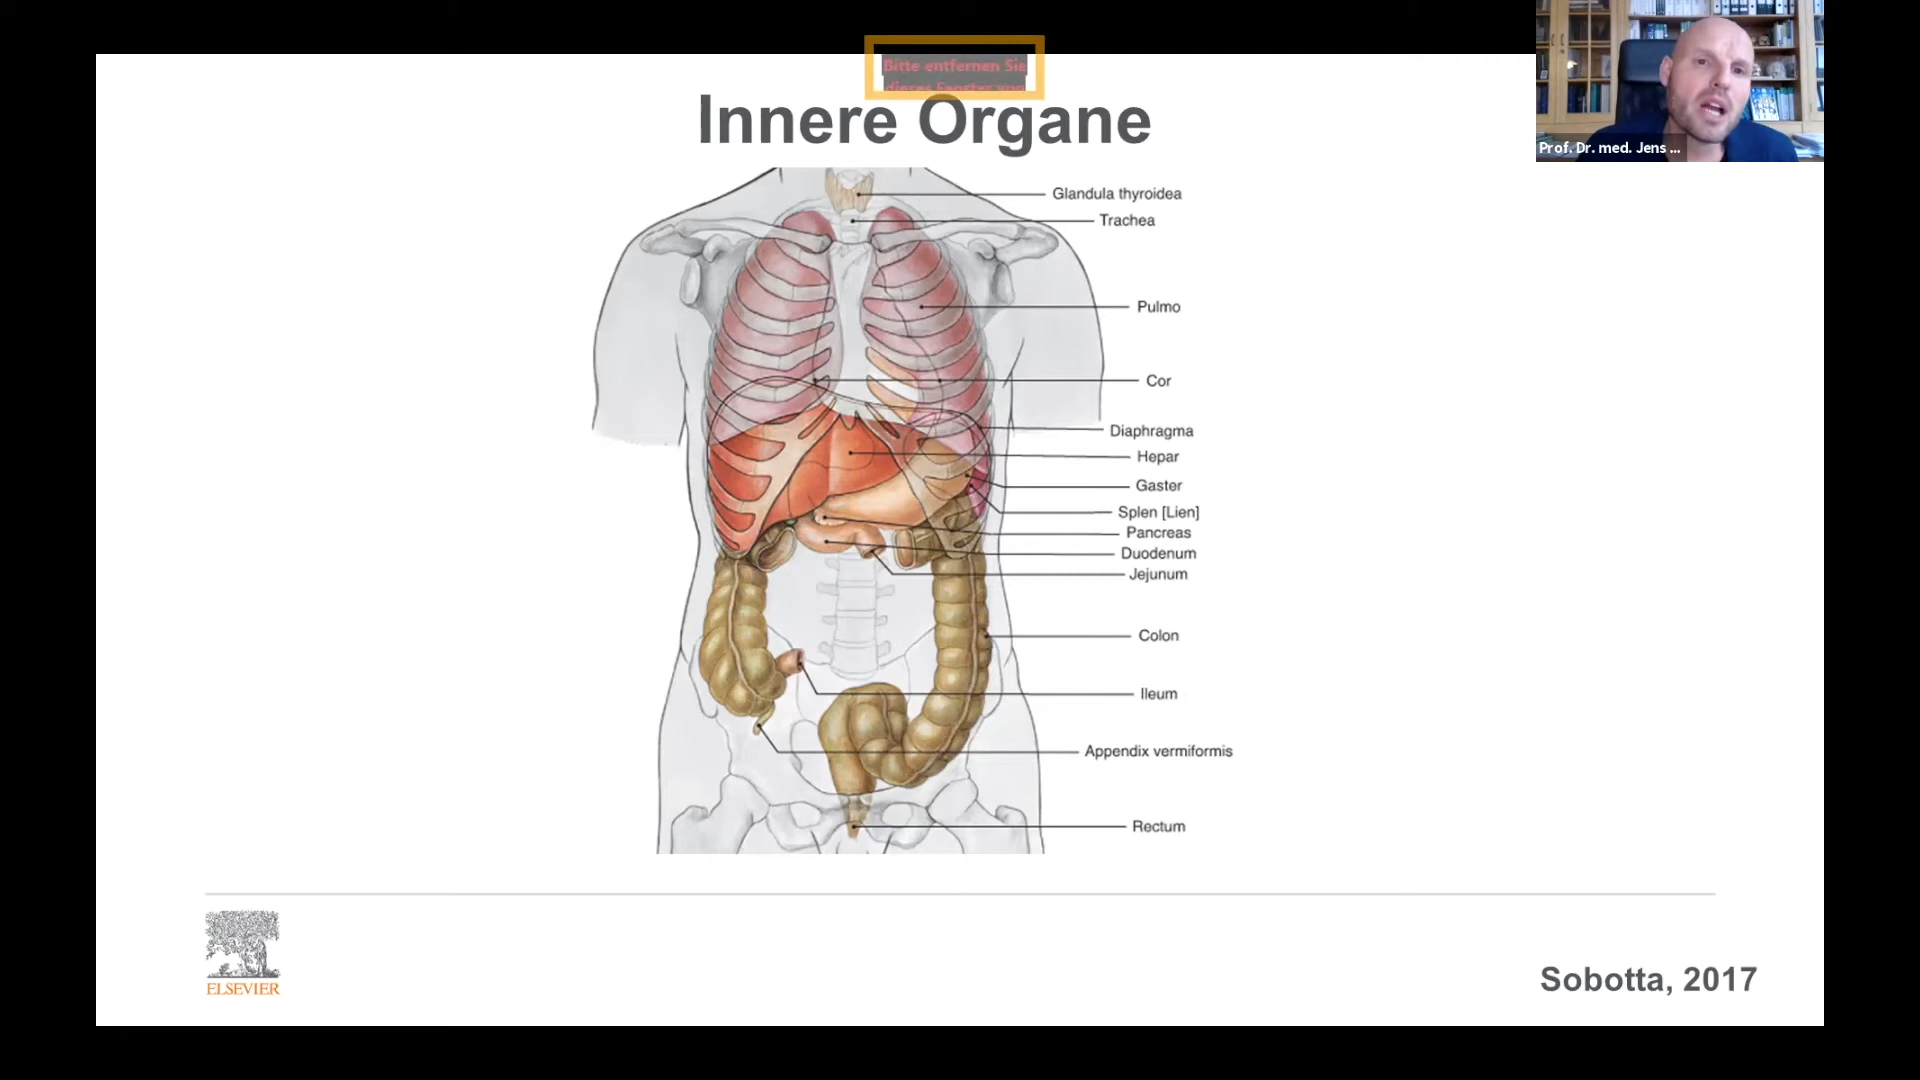 Bitte entfernen Sie
dieses Fenster von
Innere Organe
Prof. Dr. med. Jens ...
Glandula thyroidea
Trachea
Pulmo
Cor
Diaphragma
Hepar
Gaster
Splen [Lien]
Pancreas
Duodenum
Jejunum
Colon
Ileum
Appendix vermiformis
Rectum
ELSEVIER
Sobotta, 2017